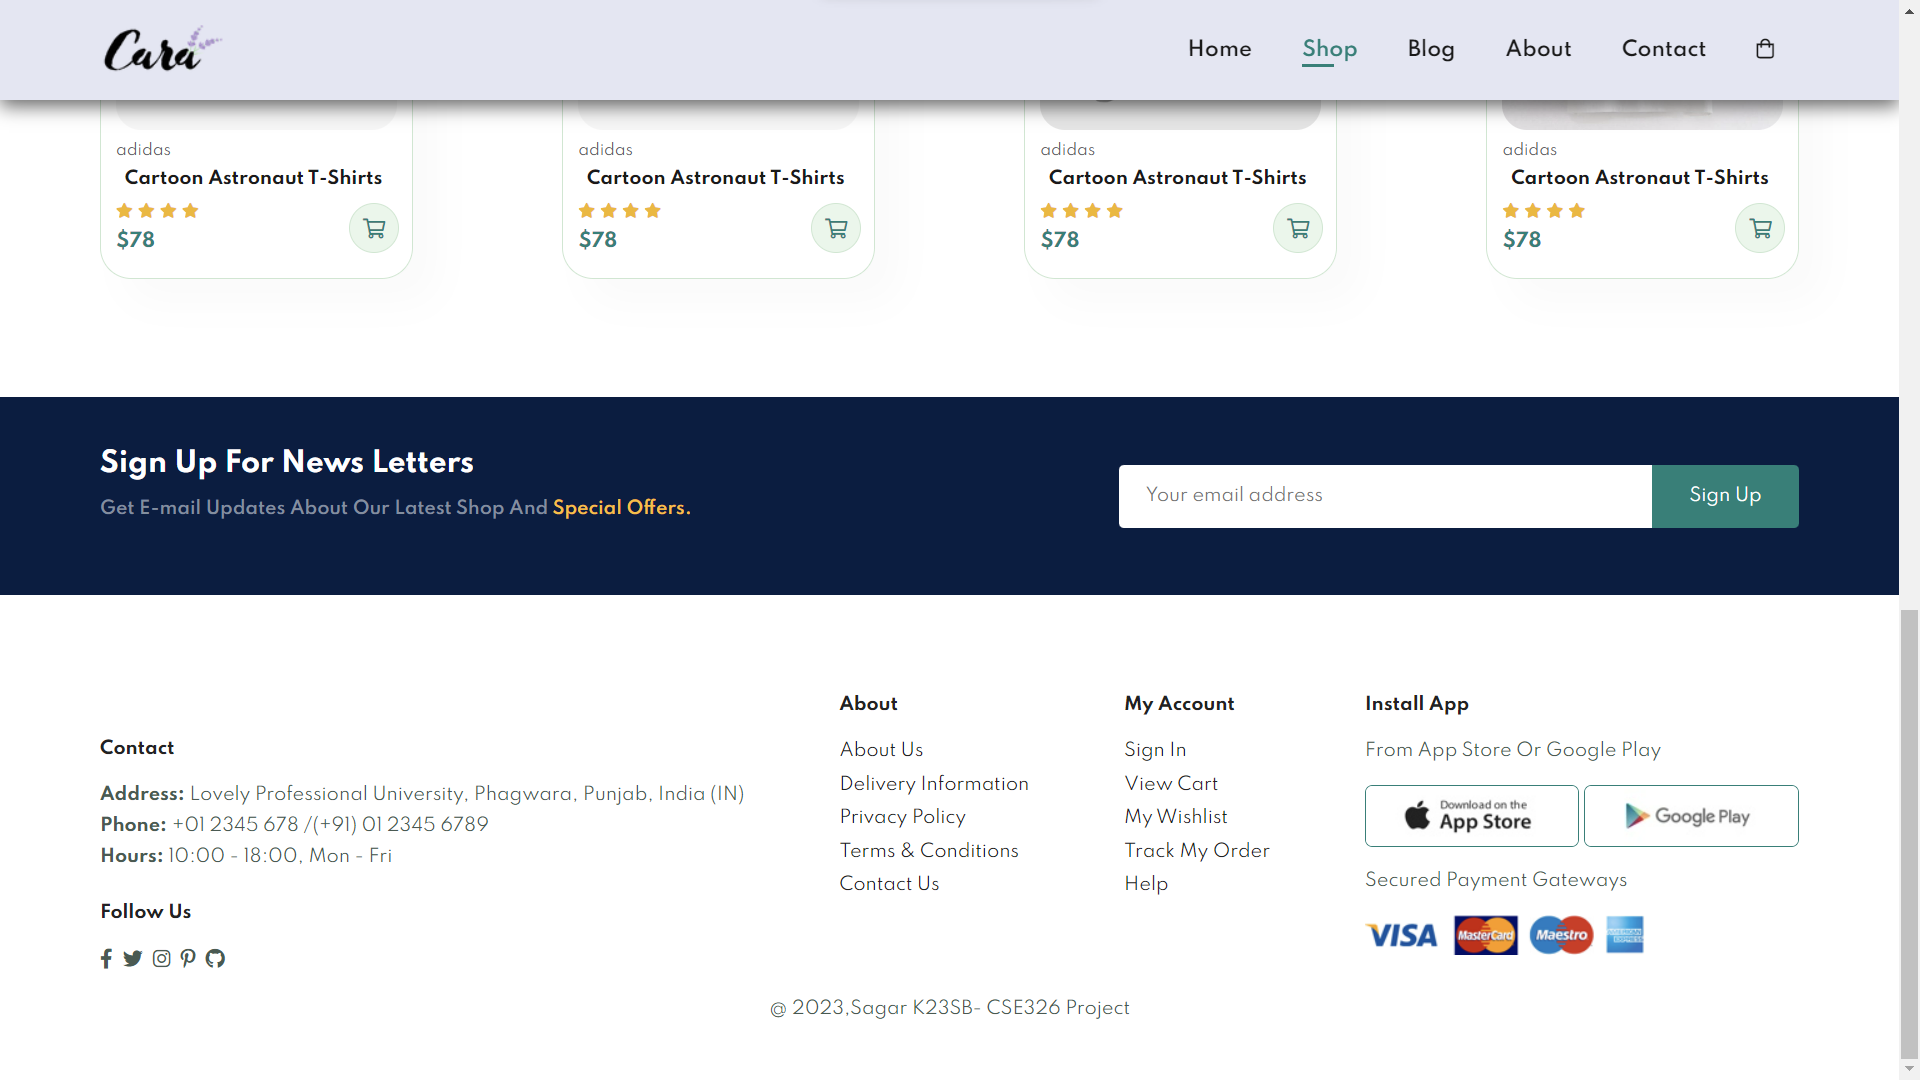 Cara
Home Shop Blog About Contact
adidas adidas adidas adidas
Cartoon Astronaut T-Shirts Cartoon Astronaut T-Shirts Cartoon Astronaut T-Shirts Cartoon Astronaut T-Shirts
$78 $78 $78 $78
Sign Up For News Letters
Get E-mail Updates About Our Latest Shop And Special Offers.
Your email address Sign Up
Contact
Address: Lovely Professional University, Phagwara, Punjab, India (IN)
Phone: +01 2345 678 /(+91) 01 2345 6789
Hours: 10:00 - 18:00, Mon - Fri
Follow Us
About
About Us
Delivery Information
Privacy Policy
Terms & Conditions
Contact Us
My Account
Sign In
View Cart
My Wishlist
Track My Order
Help
Install App
From App Store Or Google Play
Download on the
App Store
Google Play
Secured Payment Gateways
VISA MasterCard Maestro AMERICAN EXPRESS
@ 2023,Sagar K23SB- CSE326 Project